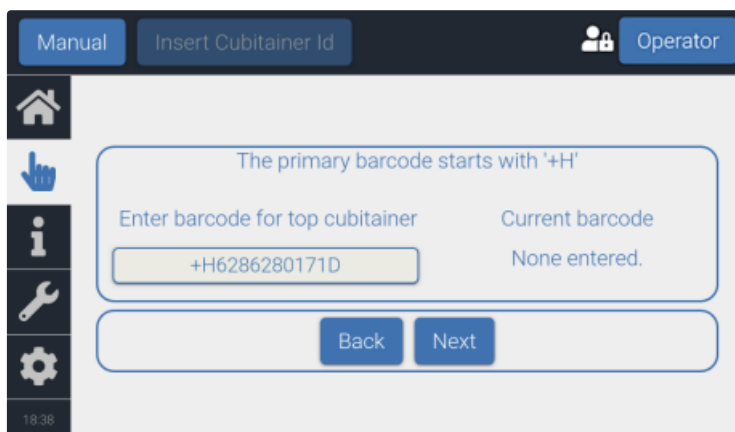 Manual
Insert Cubitainer Id
Operator
The primary barcode starts with '+H'
Enter barcode for top cubitainer
Current barcode
+H6286280171D
None entered.
Back
Next
18:38